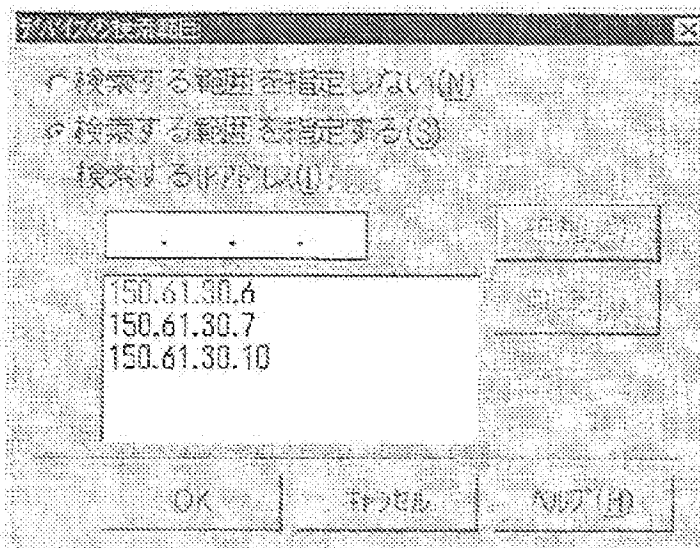 デバイスの検索範囲
検索する範囲を指定しない(N)
検索する範囲を指定する(S)
検索するIPアドレス(I):
150.61.30.6
150.61.30.7
150.61.30.10
OK
キャンセル
ヘルプ(H)